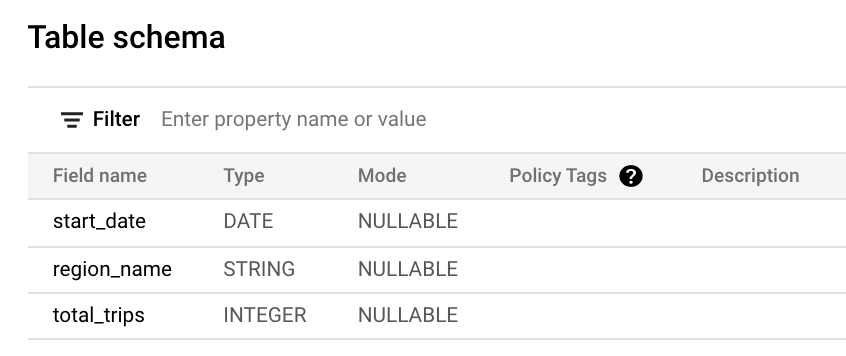 Table schema
Filter Enter property name or value
Field name Type Mode Policy Tags ? Description
start_date DATE NULLABLE
region_name STRING NULLABLE
total_trips INTEGER NULLABLE